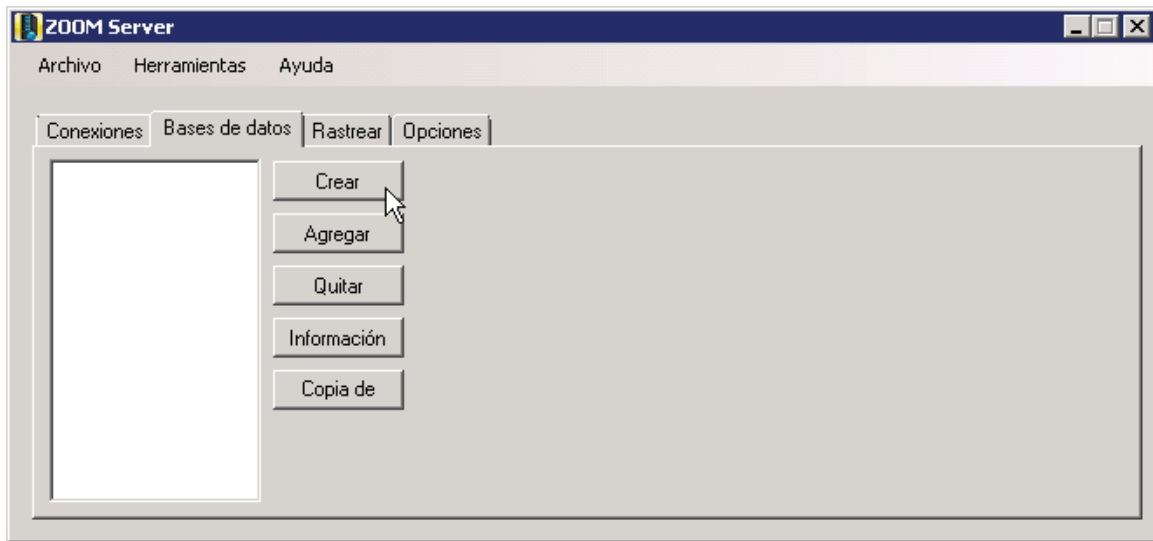 ZOOM Server
Archivo Herramientas Ayuda
Conexiones Bases de datos Rastrear Opciones
Crear
Agregar
Quitar
Información
Copia de